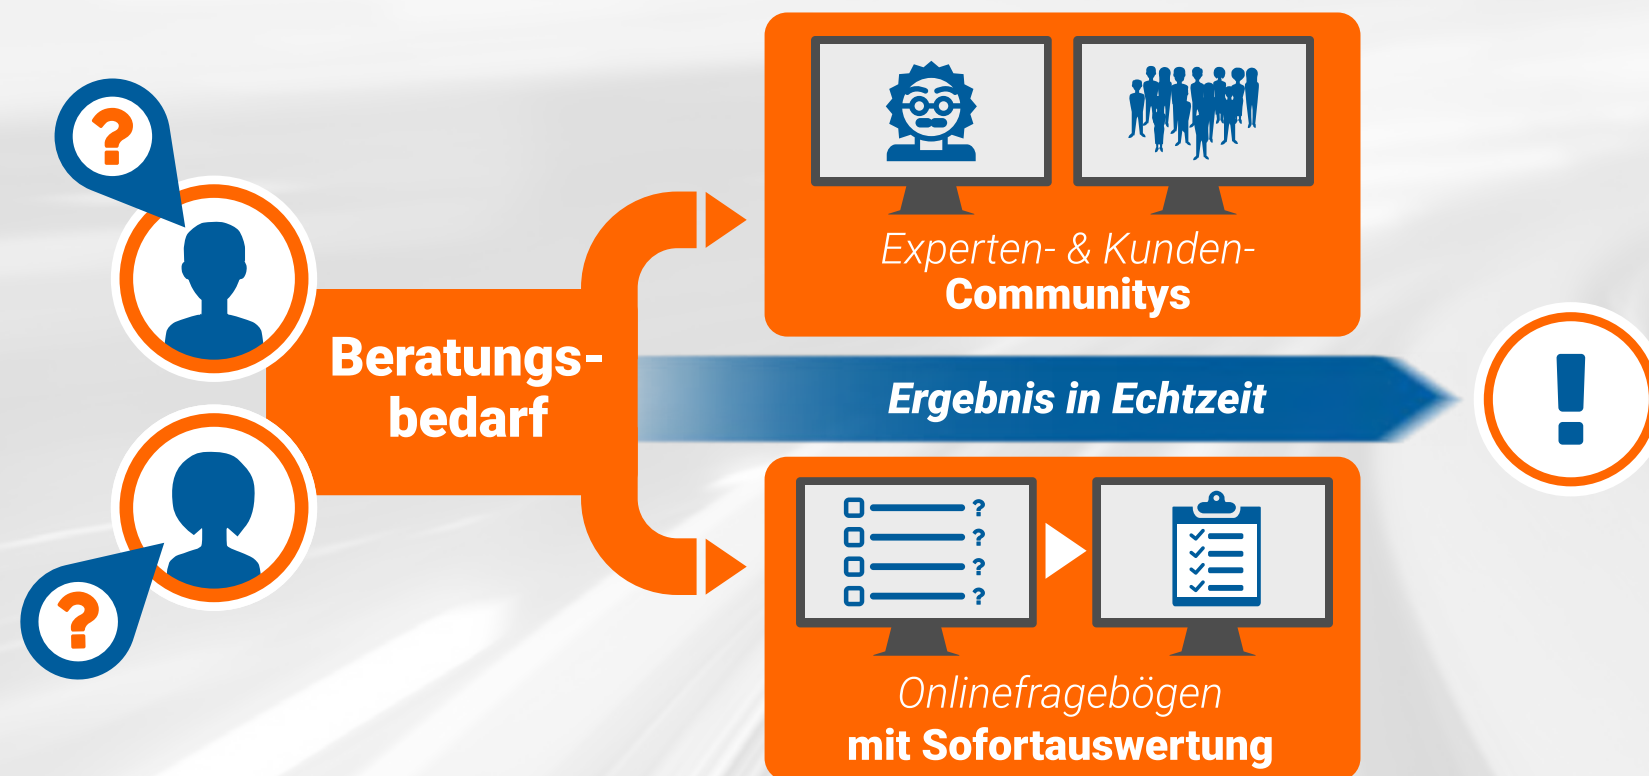 ?
Beratungs-
bedarf
?
Experten- & Kunden-
Communitys
Ergebnis in Echtzeit
!
?
?
?
?
Onlinefragebögen
mit Sofortauswertung